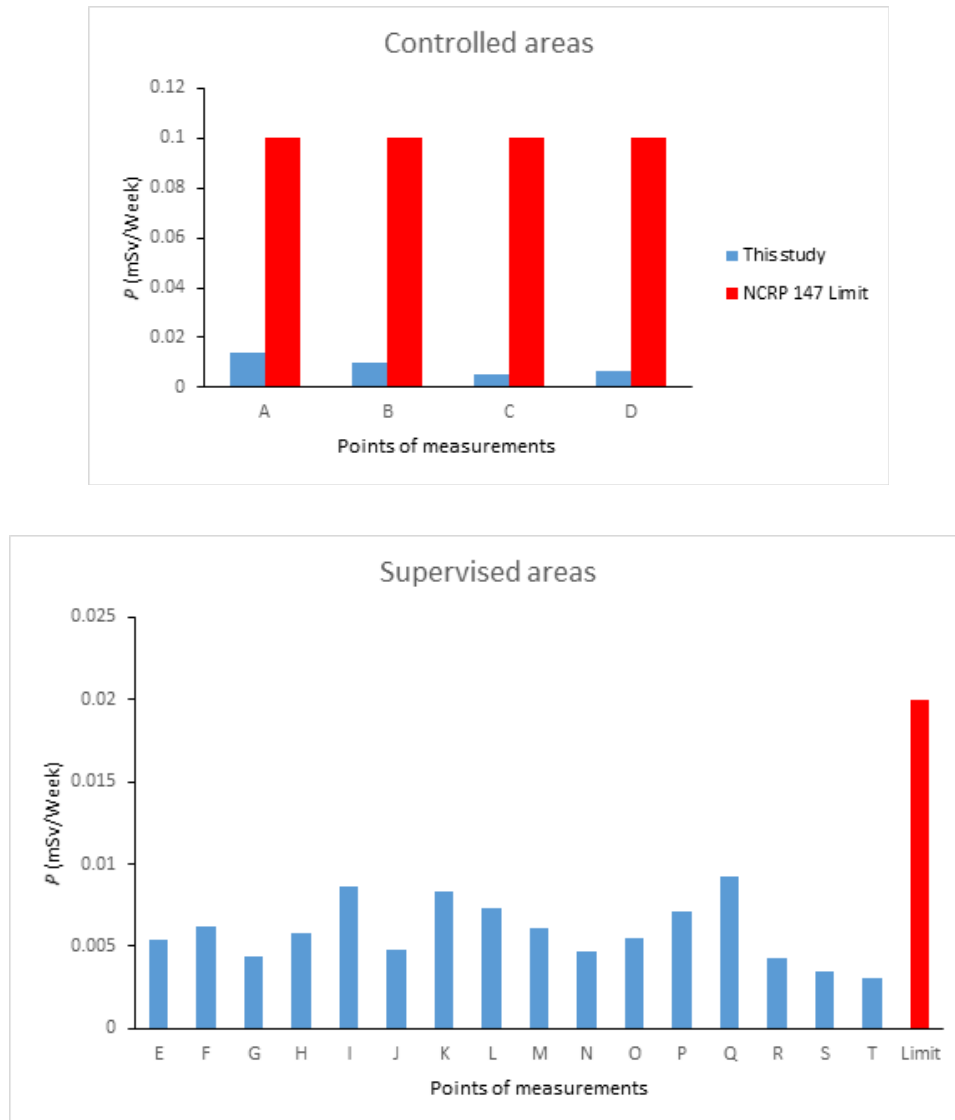 Controlled areas
0.12
0.1
0.08
0.06
0.04
0.02
0
P (mSv/Week)
A B C D
Points of measurements
This study
NCRP 147 Limit
Supervised areas
0.025
0.02
0.015
0.01
0.005
0
P (mSv/Week)
E F G H I J K L M N O P Q R S T Limit
Points of measurements